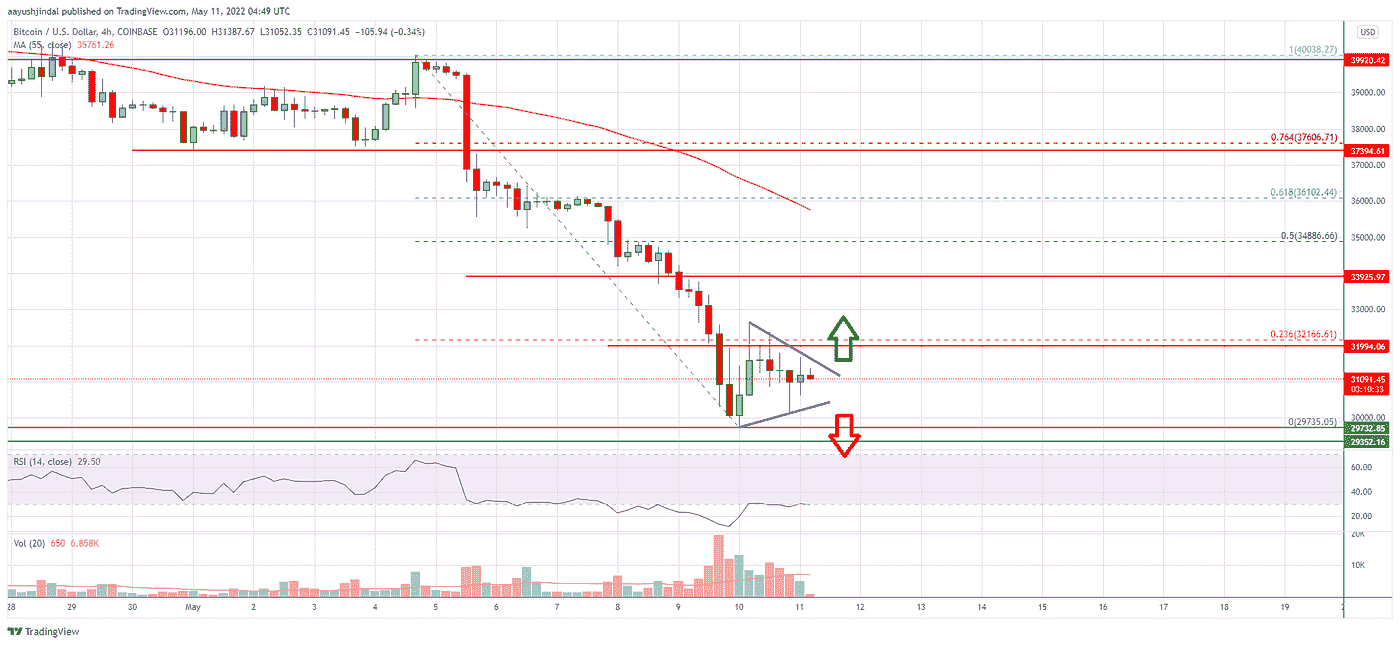 aayushjindal published on TradingView.com, May 11, 2022 04:49 UTC
Bitcoin / U.S. Dollar, 4h, COINBASE O31196.00 H31387.67 L31052.35 C31091.45 −105.94 (−0.34%)
USD
MA (55, close) 35761.26
1(40038.27)
39920.42
39000.00
38000.00
0.764(37606.71)
37394.61
37000.00
0.618(36102.44)
36000.00
0.5(34886.66)
35000.00
33925.97
33000.00
0.236(32166.61)
31994.06
31091.45
03:10:33
30000.00
0(29735.05)
29732.85
29352.16
RSI (14, close) 29.50
60.00
40.00
20.00
Vol (20) 650 6.858K
20K
10K
28 29 30 May 2 3 4 5 6 7 8 9 10 11 12 13 14 15 16 17 18 19
TradingView